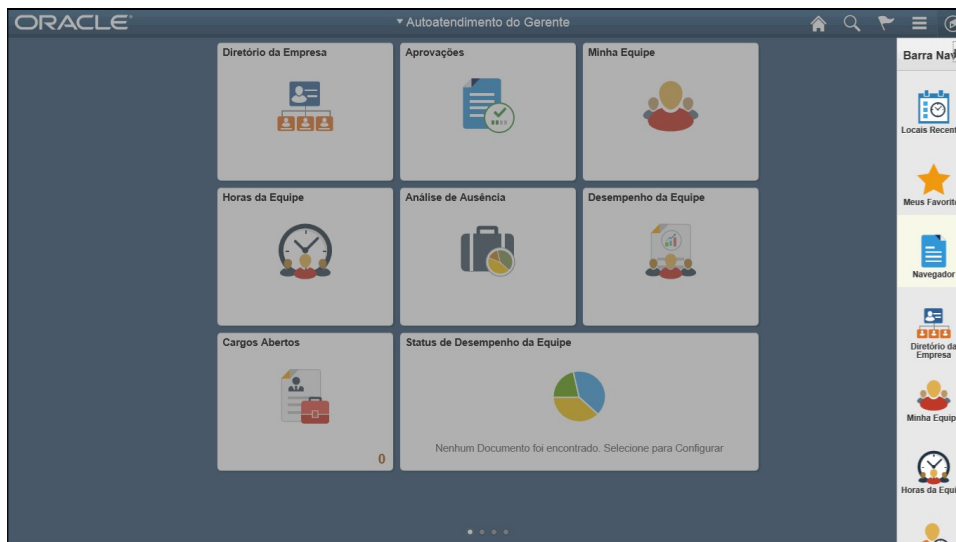 ORACLE
Autoatendimento do Gerente
Diretório da Empresa
Aprovações
Minha Equipe
Horas da Equipe
Análise de Ausência
Desempenho da Equipe
Cargos Abertos
0
Status de Desempenho da Equipe
Nenhum Documento foi encontrado. Selecione para Configurar
Barra Nav
Locais Recent
Meus Favorit
Navegador
Diretório da
Empresa
Minha Equip
Horas da Equi